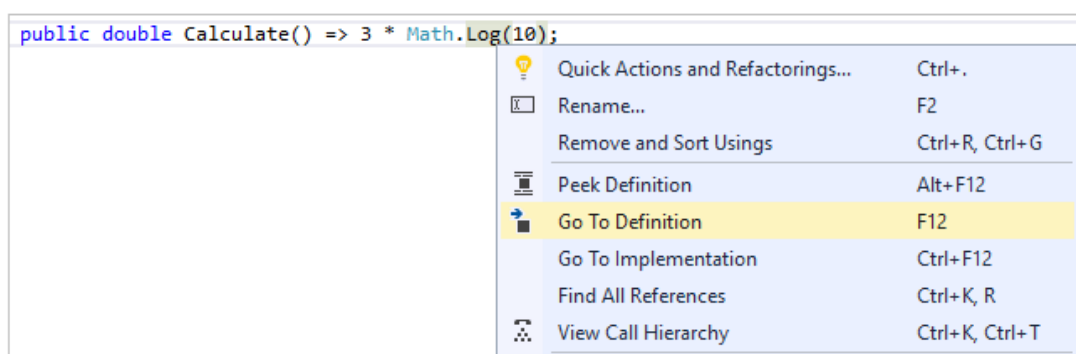 public double Calculate() => 3 * Math.Log(10);
Quick Actions and Refactorings... Ctrl+.
Rename... F2
Remove and Sort Usings Ctrl+R, Ctrl+G
Peek Definition Alt+F12
Go To Definition F12
Go To Implementation Ctrl+F12
Find All References Ctrl+K, R
View Call Hierarchy Ctrl+K, Ctrl+T